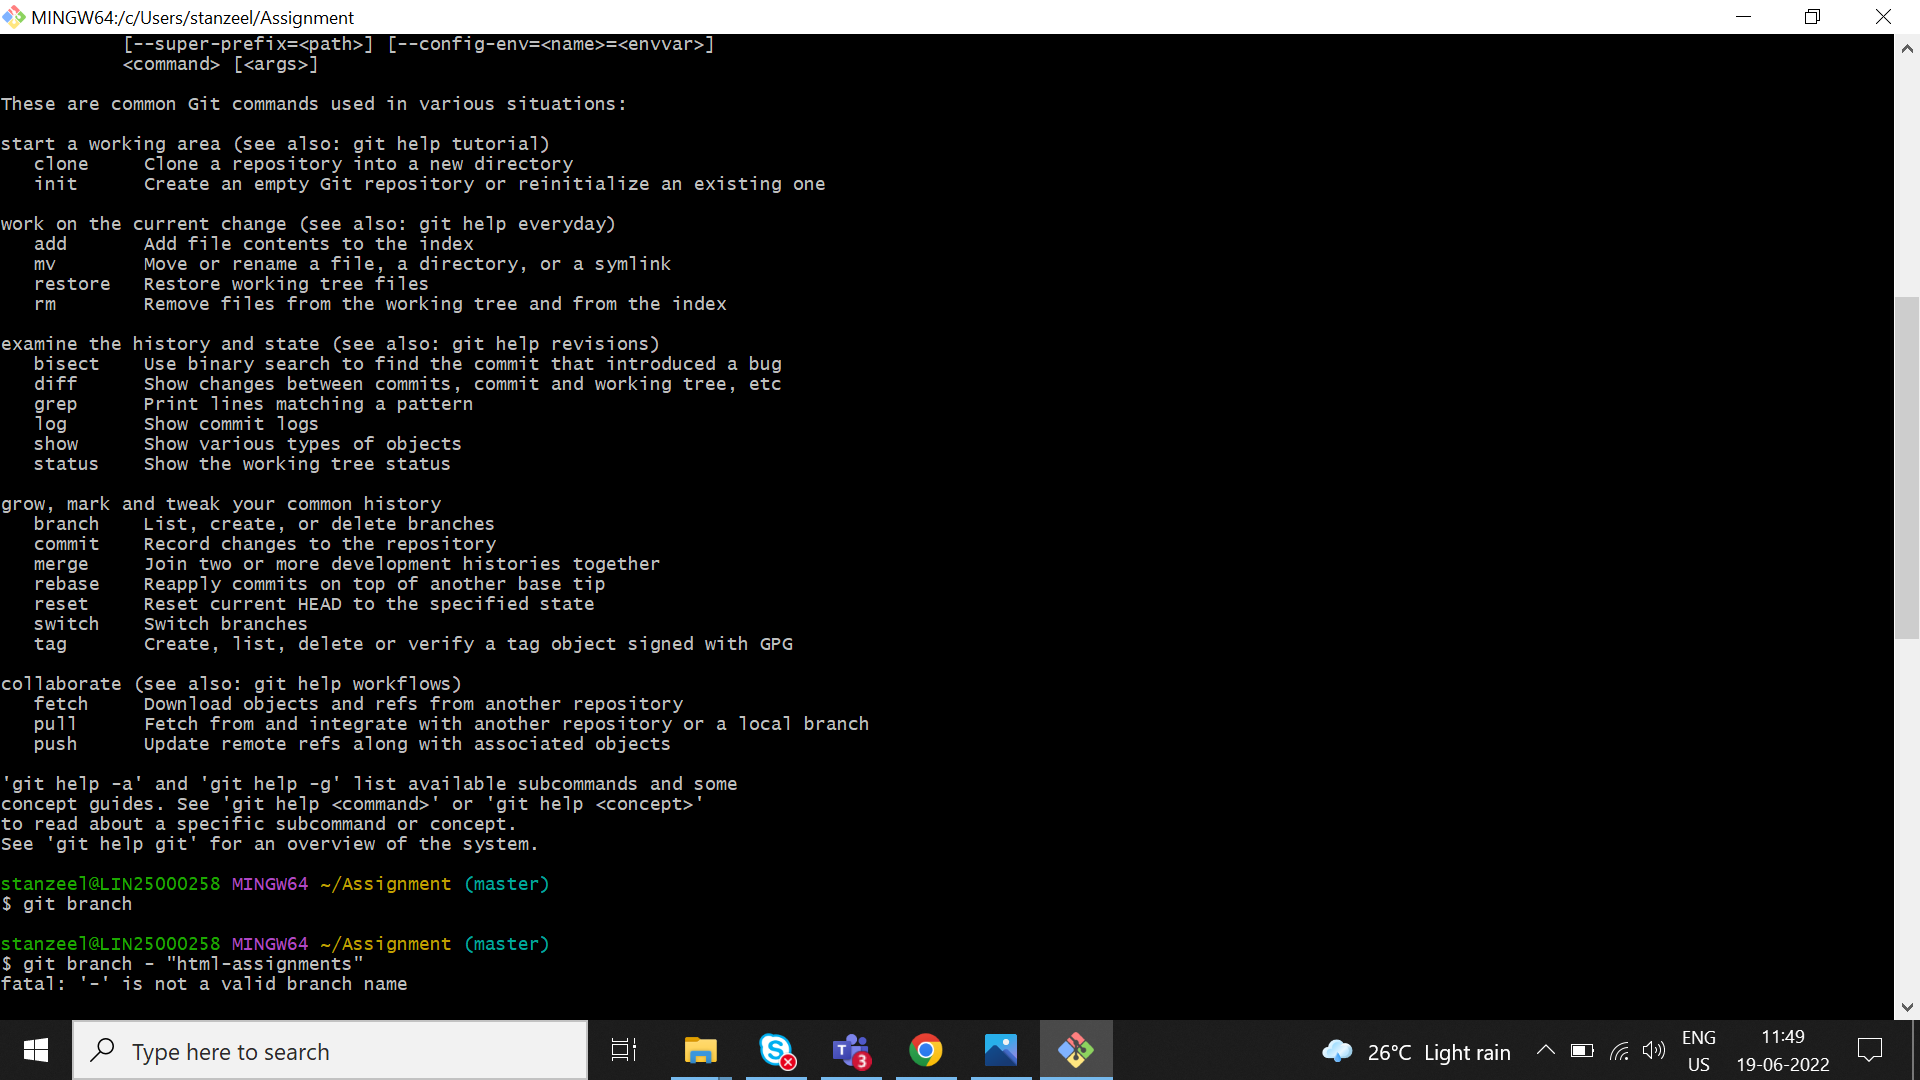 MINGW64:/c/Users/stanzeel/Assignment
[--super-prefix=<path>] [--config-env=<name>=<envvar>]
<command> [<args>]
These are common Git commands used in various situations:
start a working area (see also: git help tutorial)
clone Clone a repository into a new directory
init Create an empty Git repository or reinitialize an existing one
work on the current change (see also: git help everyday)
add Add file contents to the index
mv Move or rename a file, a directory, or a symlink
restore Restore working tree files
rm Remove files from the working tree and from the index
examine the history and state (see also: git help revisions)
bisect Use binary search to find the commit that introduced a bug
diff Show changes between commits, commit and working tree, etc
grep Print lines matching a pattern
log Show commit logs
show Show various types of objects
status Show the working tree status
grow, mark and tweak your common history
branch List, create, or delete branches
commit Record changes to the repository
merge Join two or more development histories together
rebase Reapply commits on top of another base tip
reset Reset current HEAD to the specified state
switch Switch branches
tag Create, list, delete or verify a tag object signed with GPG
collaborate (see also: git help workflows)
fetch Download objects and refs from another repository
pull Fetch from and integrate with another repository or a local branch
push Update remote refs along with associated objects
'git help -a' and 'git help -g' list available subcommands and some
concept guides. See 'git help <command>' or 'git help <concept>'
to read about a specific subcommand or concept.
See 'git help git' for an overview of the system.
stanzeel@LIN25000258 MINGW64 ~/Assignment (master)
$ git branch
stanzeel@LIN25000258 MINGW64 ~/Assignment (master)
$ git branch - "html-assignments"
fatal: '-' is not a valid branch name
Type here to search
T
3
26°C Light rain
ENG
US
11:49
19-06-2022